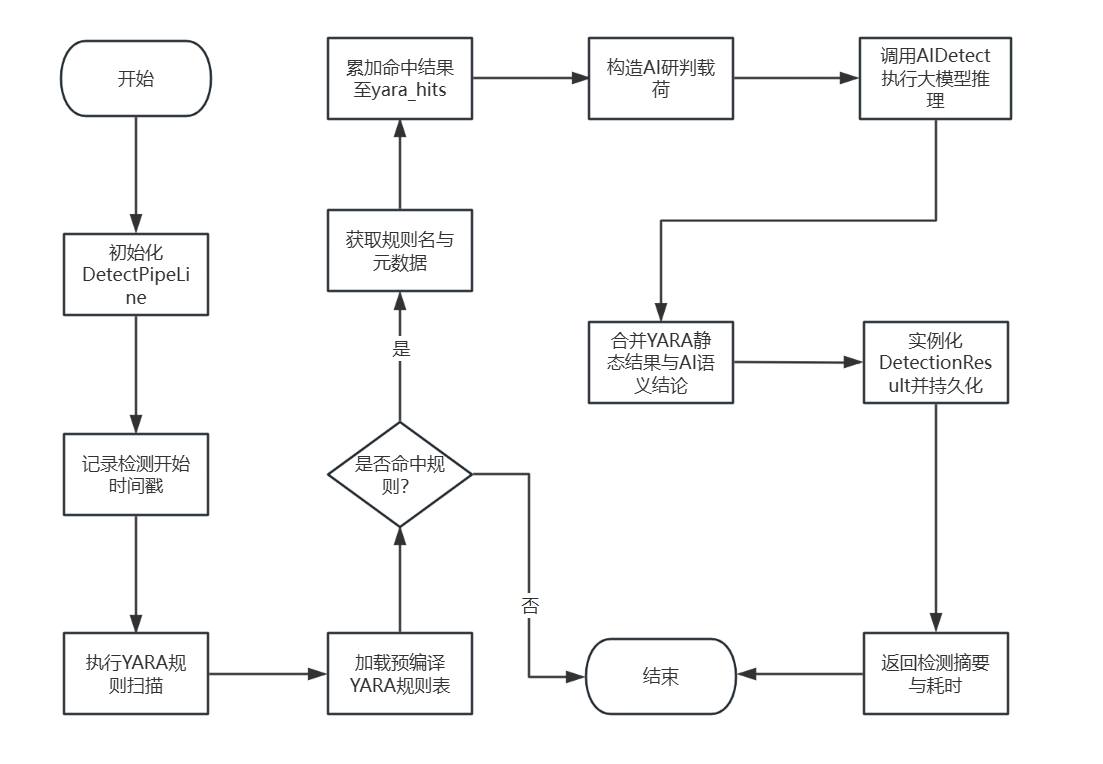 开始
初始化
DetectPipeLi
ne
记录检测开始
时间戳
执行YARA规
则扫描
加载预编译
YARA规则表
是否命中规
则?
是
否
获取规则名与
元数据
累加命中结果
至yara_hits
构造AI研判载
荷
调用AIDetect
执行大模型推
理
合并YARA静
态结果与AI语
义结论
实例化
DetectionRes
ult并持久化
返回检测摘要
与耗时
结束